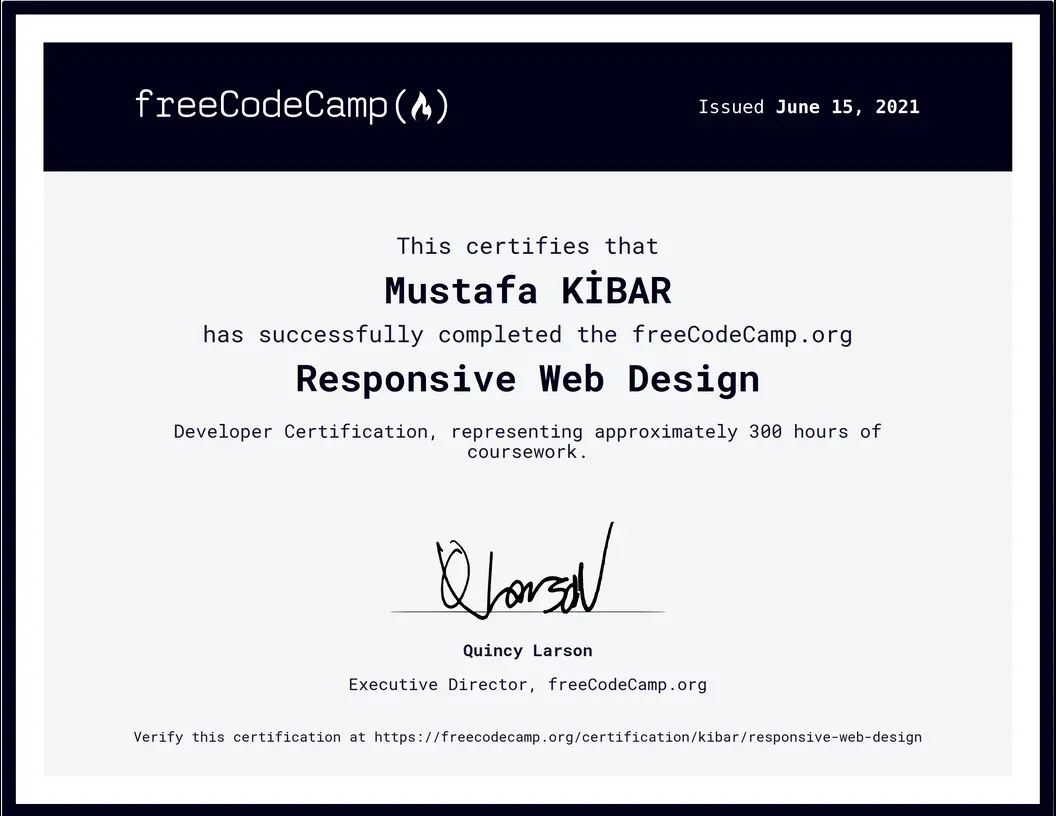 freeCodeCamp(🔥)
Issued June 15, 2021
This certifies that
Mustafa KİBAR
has successfully completed the freeCodeCamp.org
Responsive Web Design
Developer Certification, representing approximately 300 hours of
coursework.
Q Larson
Quincy Larson
Executive Director, freeCodeCamp.org
Verify this certification at https://freecodecamp.org/certification/kibar/responsive-web-design